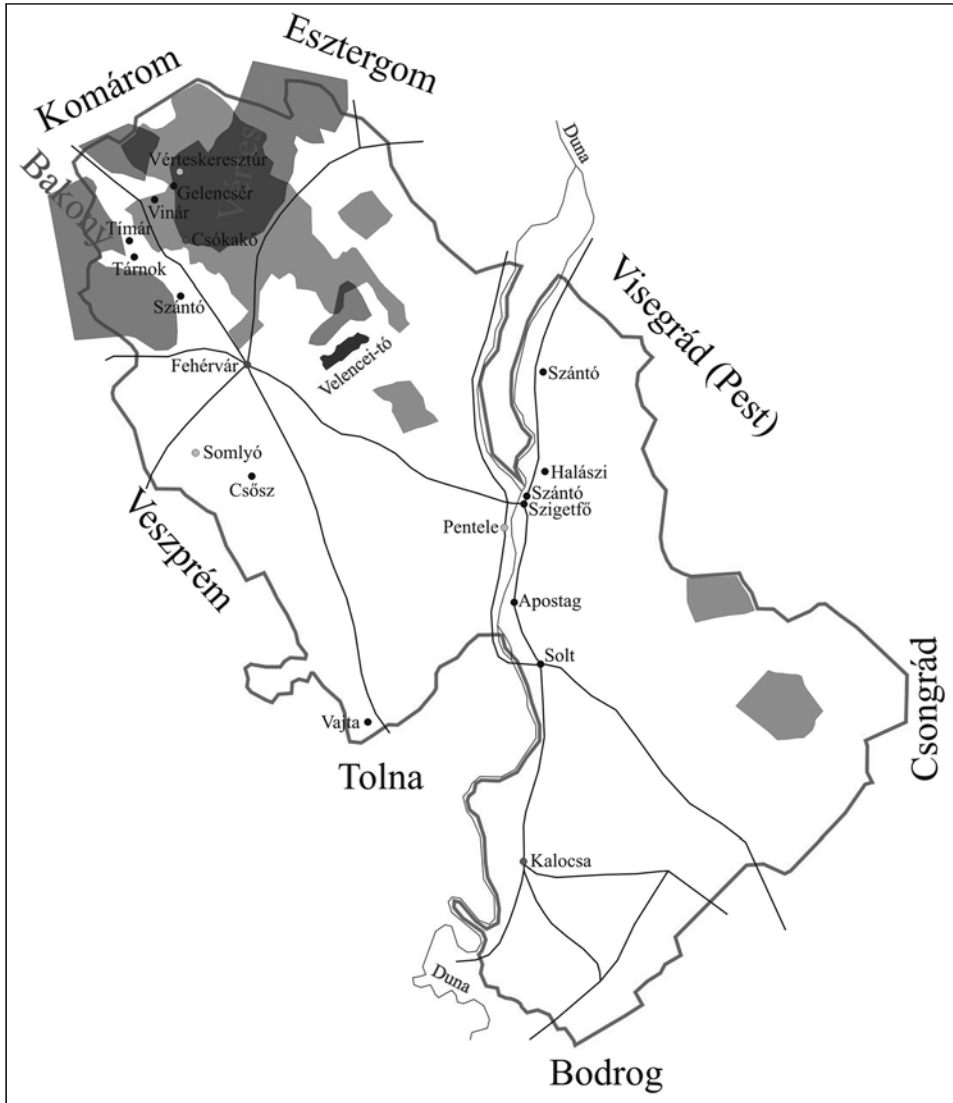 Esztergom
Komárom
Duna
Bakony
Vértes
Vérteskeresztúr
Gelencsér
Vinár
Tímár
Csókakő
Tárnok
Szántó
Visegrád (Pest)
Fehérvár
Velencei-tó
Szántó
Somlyó
Csősz
Halászi
Szántó
Szigetfő
Pentele
Veszprém
Apostag
Solt
Csongrád
Vajta
Tolna
Kalocsa
Duna
Bodrog